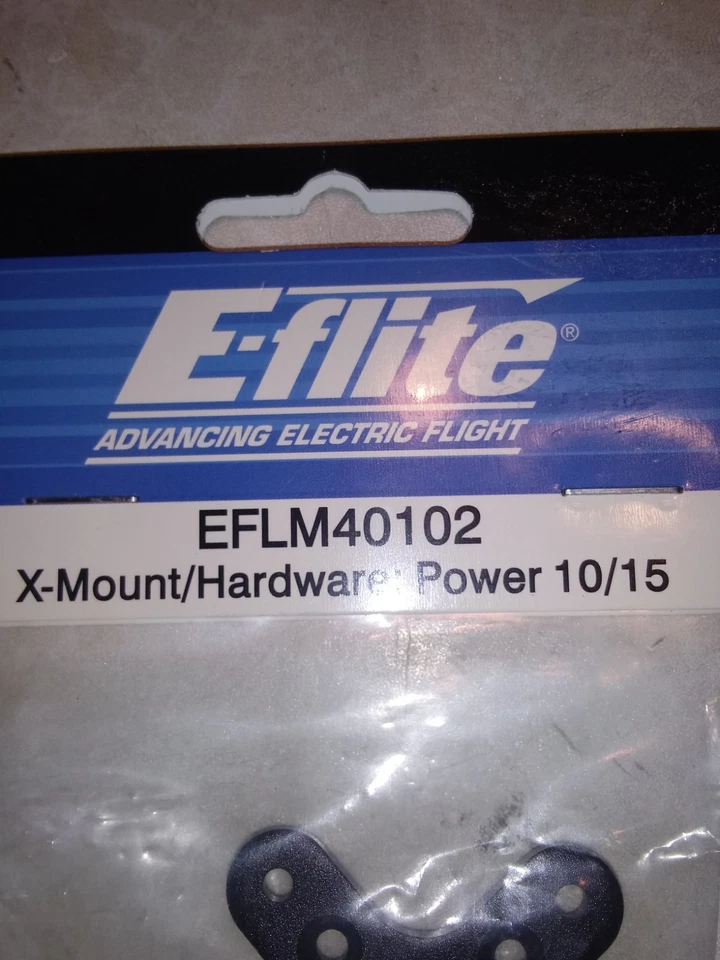 E-flite®
ADVANCING ELECTRIC FLIGHT
EFLM40102
X-Mount/Hardware: Power 10/15